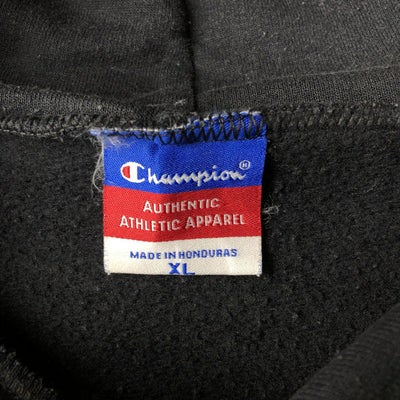 Champion
AUTHENTIC
ATHLETIC APPAREL
MADE IN HONDURAS
XL